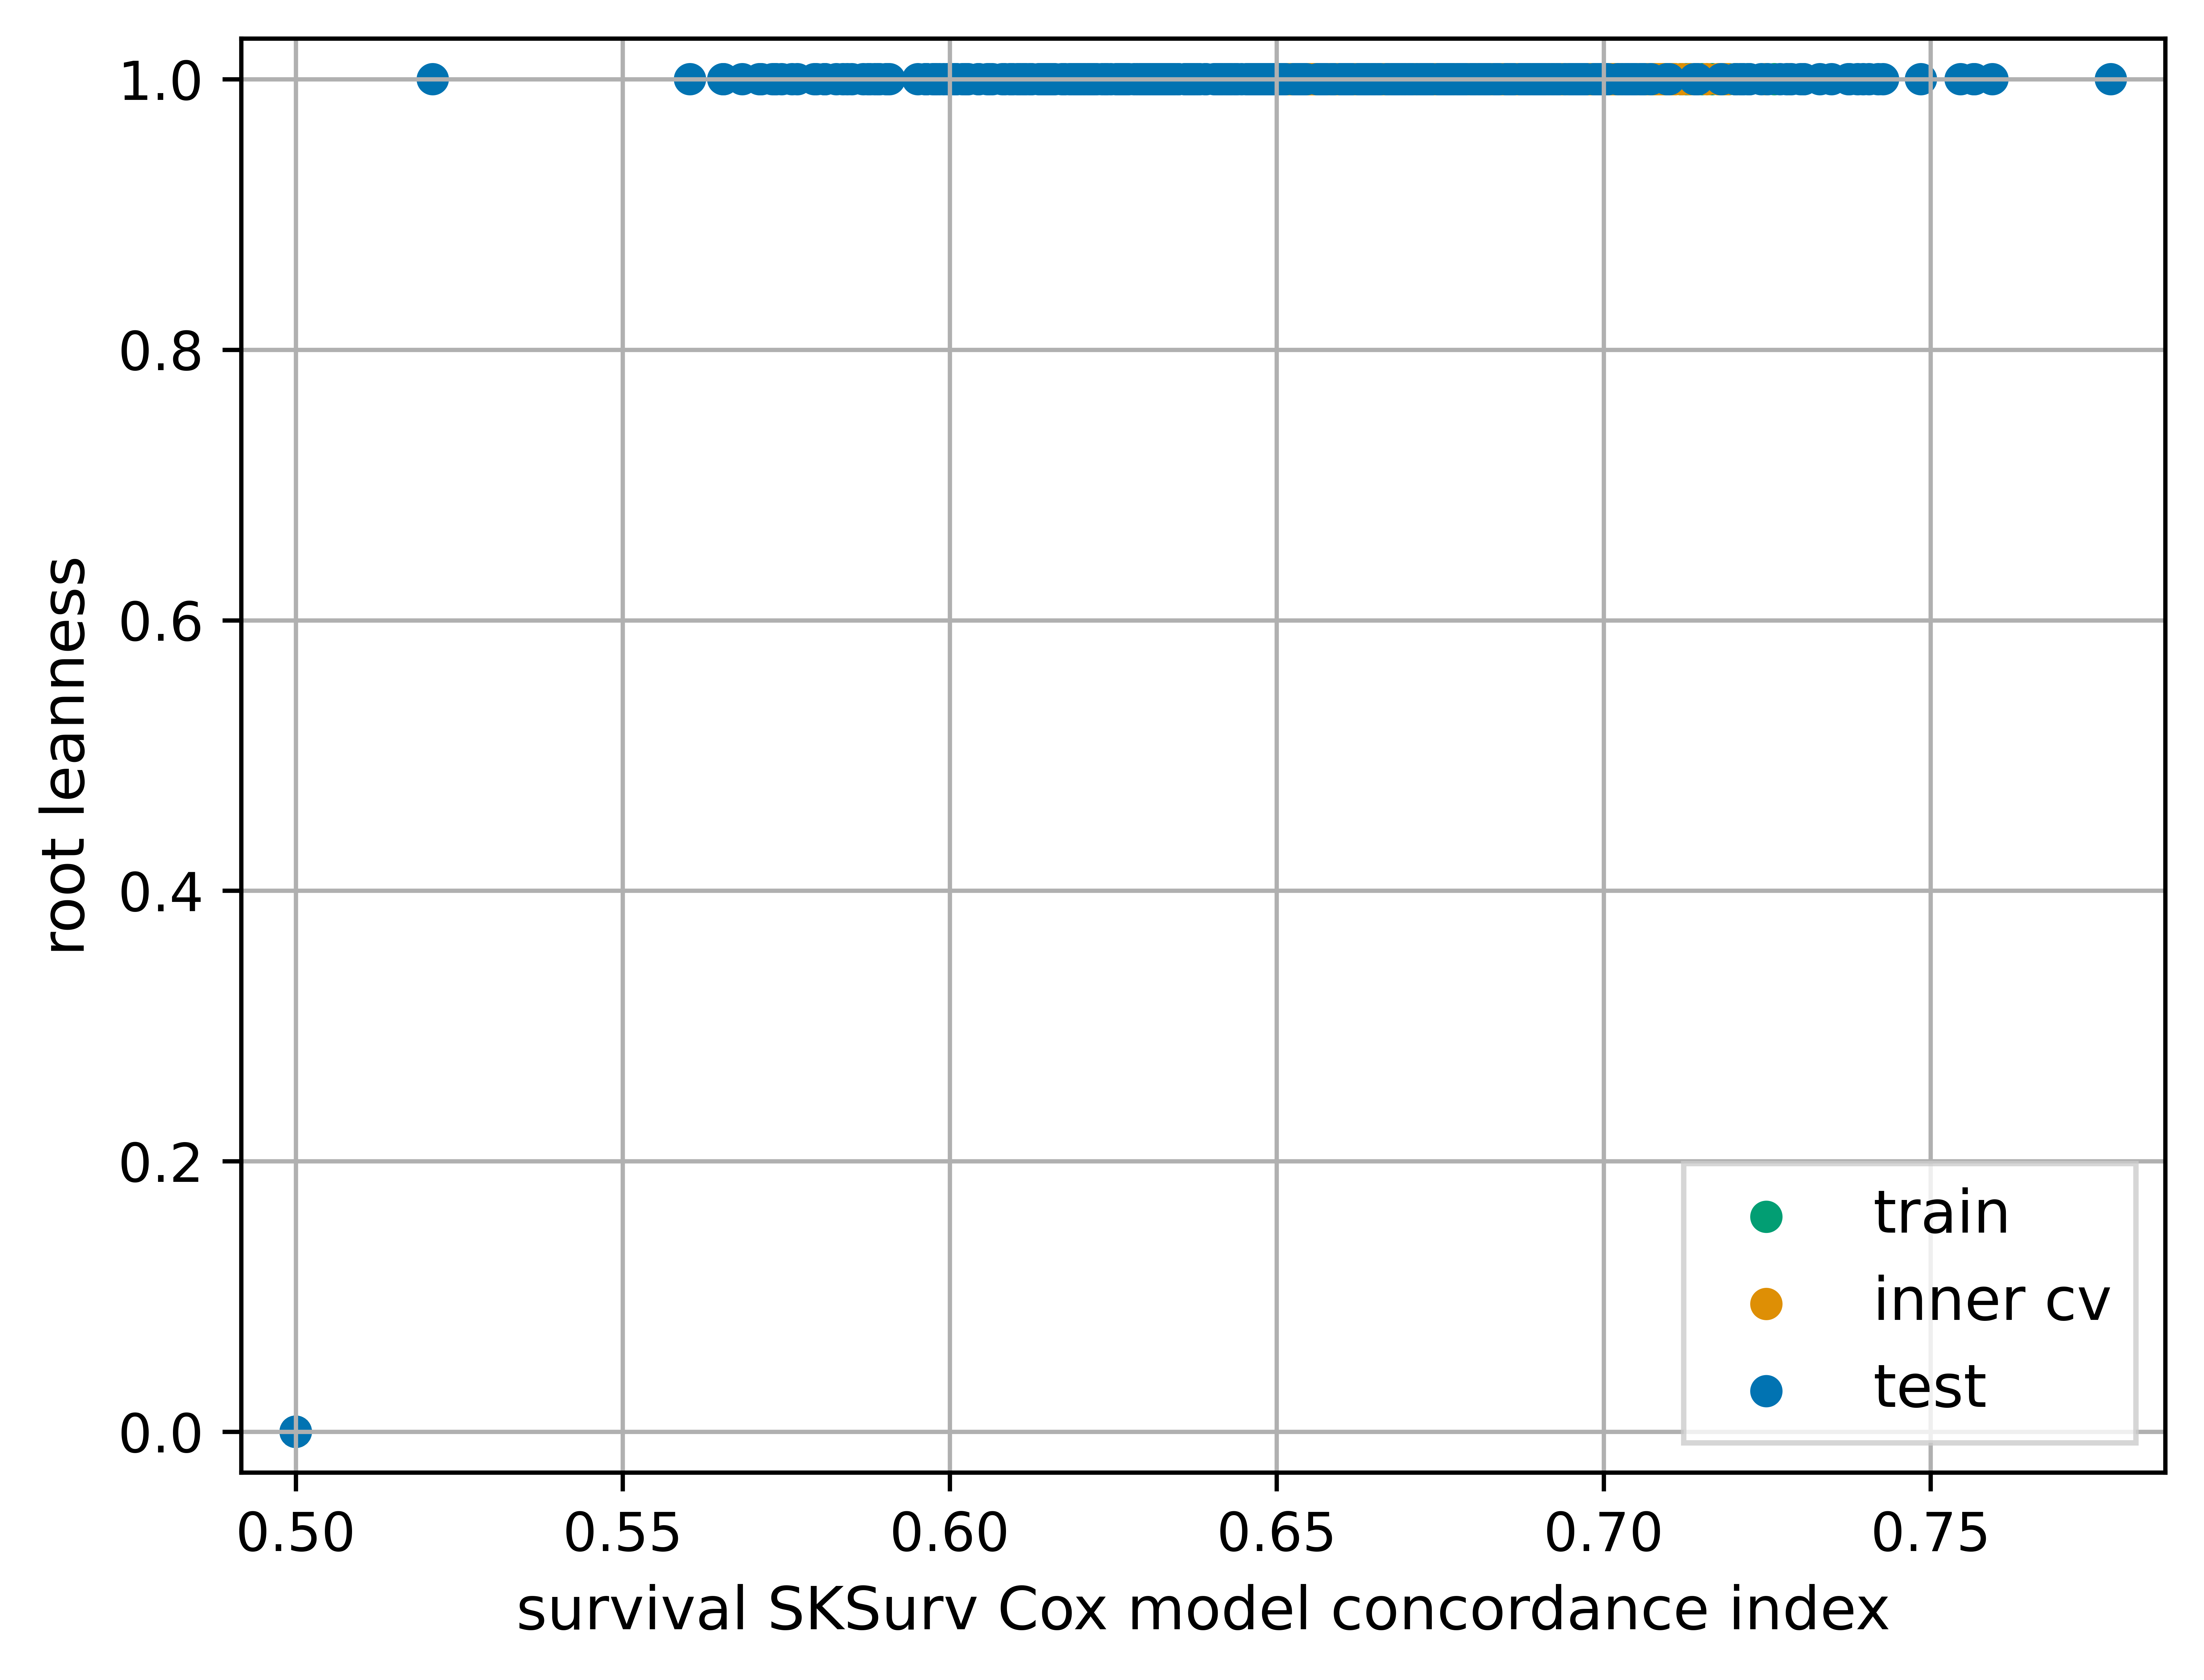 1.0
0.8
0.6
0.4
0.2
0.0
root leanness
train
inner cv
test
0.50 0.55 0.60 0.65 0.70 0.75
survival SKSurv Cox model concordance index